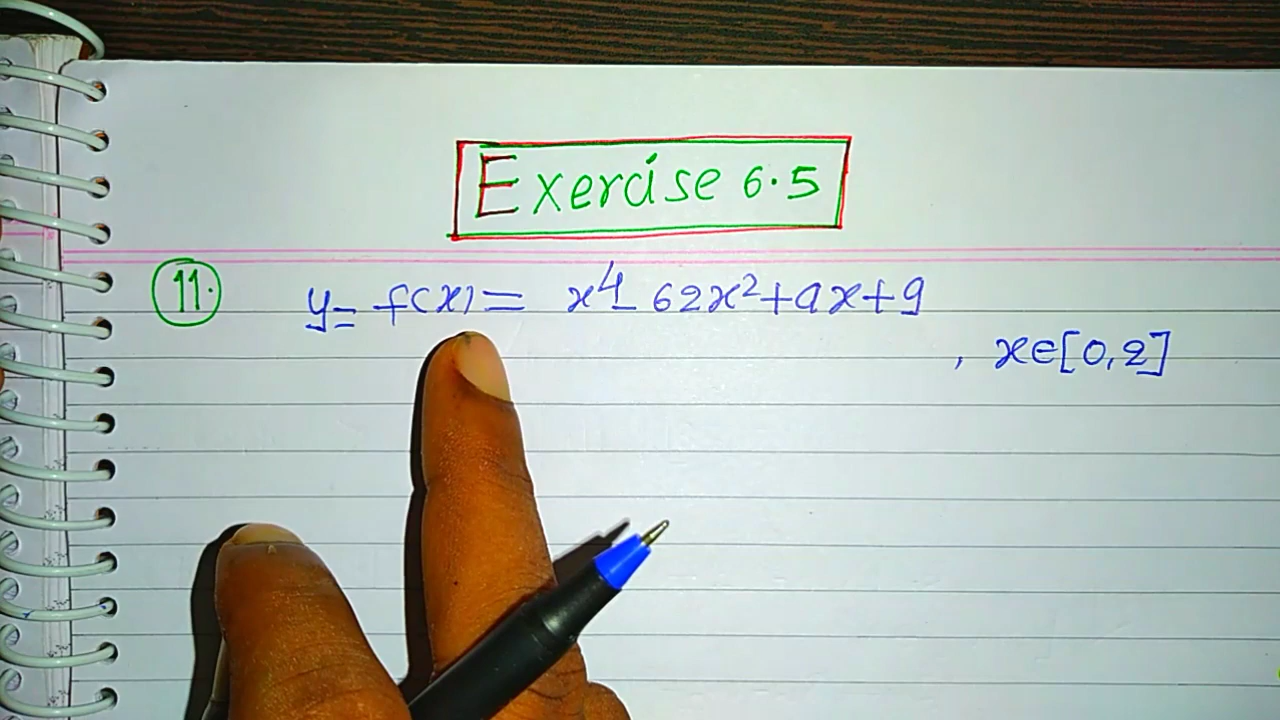 Exercise 6.5
11. y = f(x) = x⁴ - 62x² + ax + 9
, x∈[0,2]